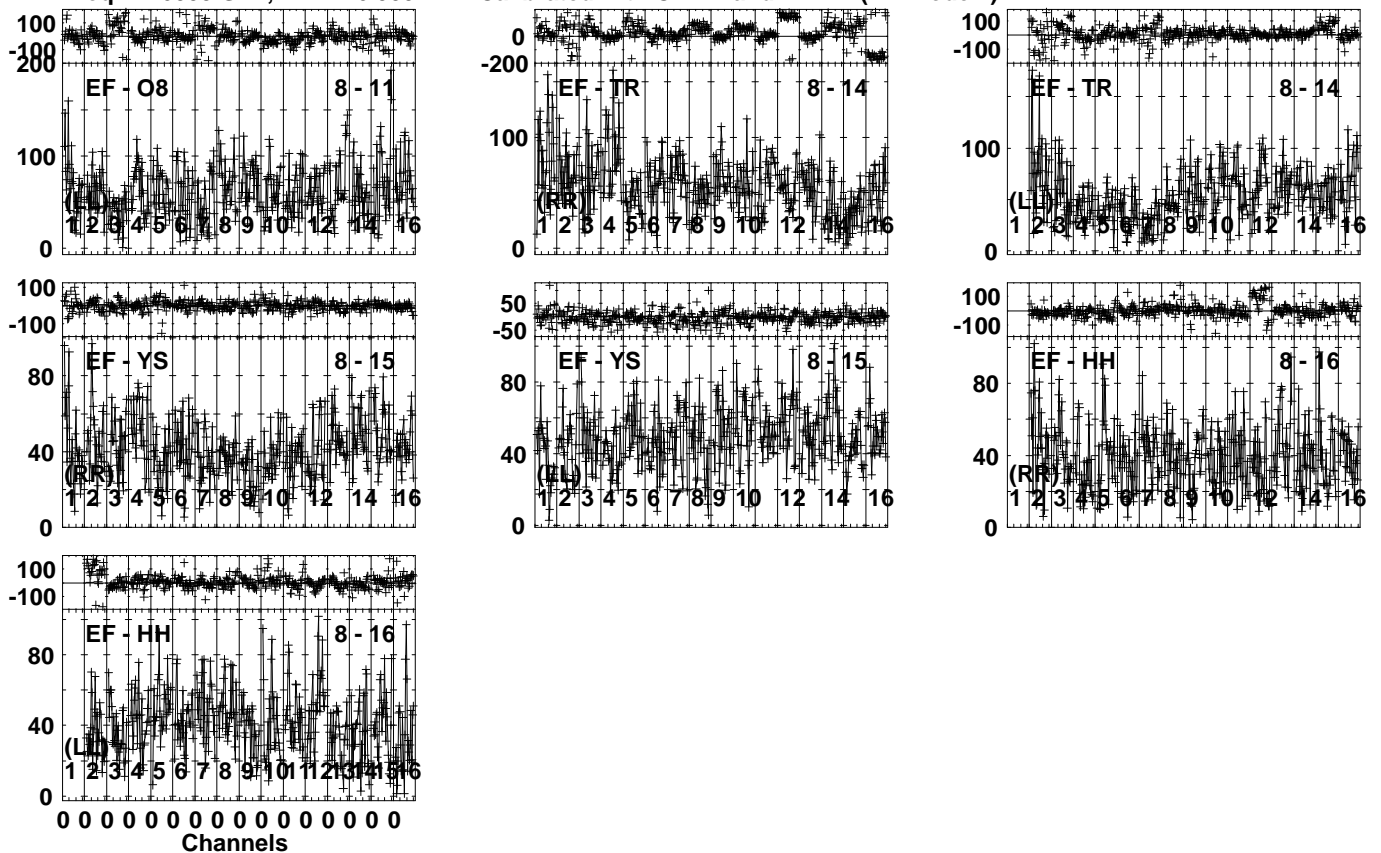 100
-100
200
EF - O8 8 - 11
100
(LL)
1 2 3 4 5 6 7 8 9 10 12 14 16
0
0
-200
EF - TR 8 - 14
100
(RR)
1 2 3 4 5 6 7 8 9 10 12 14 16
0
100
-100
EF - TR 8 - 14
100
(LL)
1 2 3 4 5 6 7 8 9 10 12 14 16
0
100
-100
EF - YS 8 - 15
80
40
(RR)
1 2 3 4 5 6 7 8 9 10 11 12 14 16
0
50
-50
EF - YS 8 - 15
80
40
(LL)
1 2 3 4 5 6 7 8 9 10 12 14 16
0
100
-100
EF - HH 8 - 16
80
40
(RR)
1 2 3 4 5 6 7 8 9 10 12 14 16
0
100
-100
EF - HH 8 - 16
80
40
(LL)
1 2 3 4 5 6 7 8 9 10 11 12 13 14 15 16
0
0 0 0 0 0 0 0 0 0 0 0 0 0 0 0 0
Channels